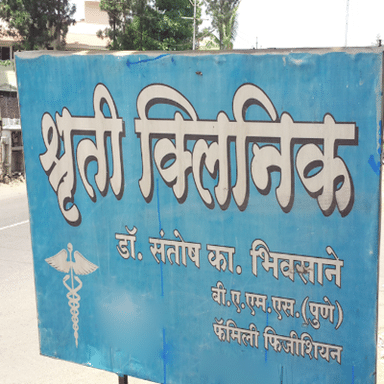 श्रृती क्लिनिक
डॉ. संतोष का. भिवसाने
बी.ए.एम.एस.(पुणे)
फॅमिली फिजीशियन